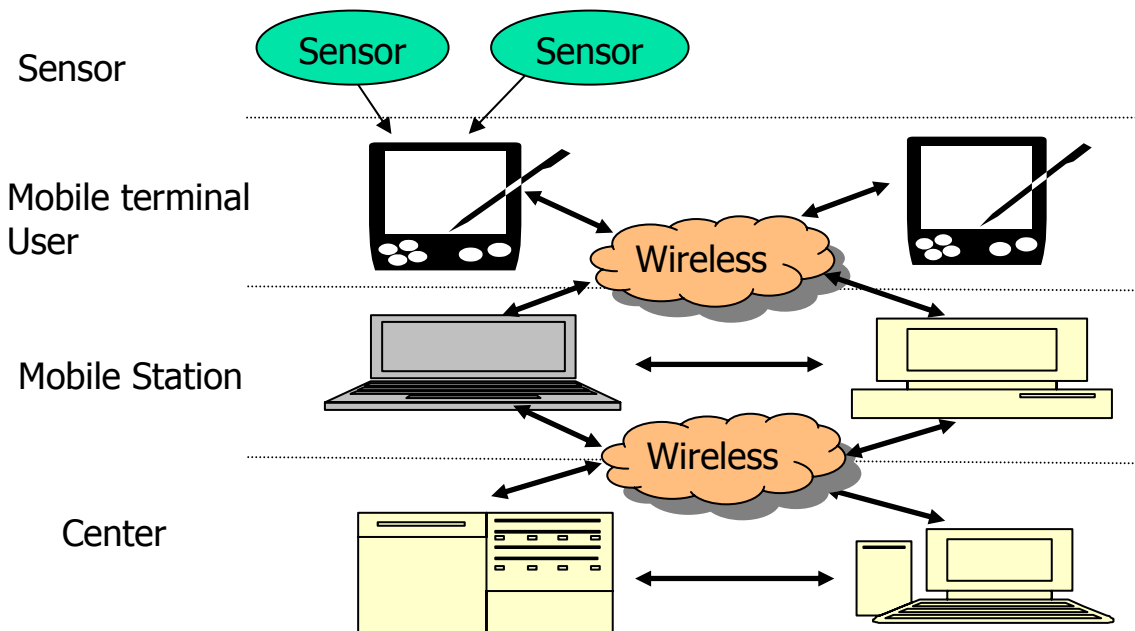 Sensor
Sensor
Sensor
Mobile terminal
User
Wireless
Mobile Station
Wireless
Center